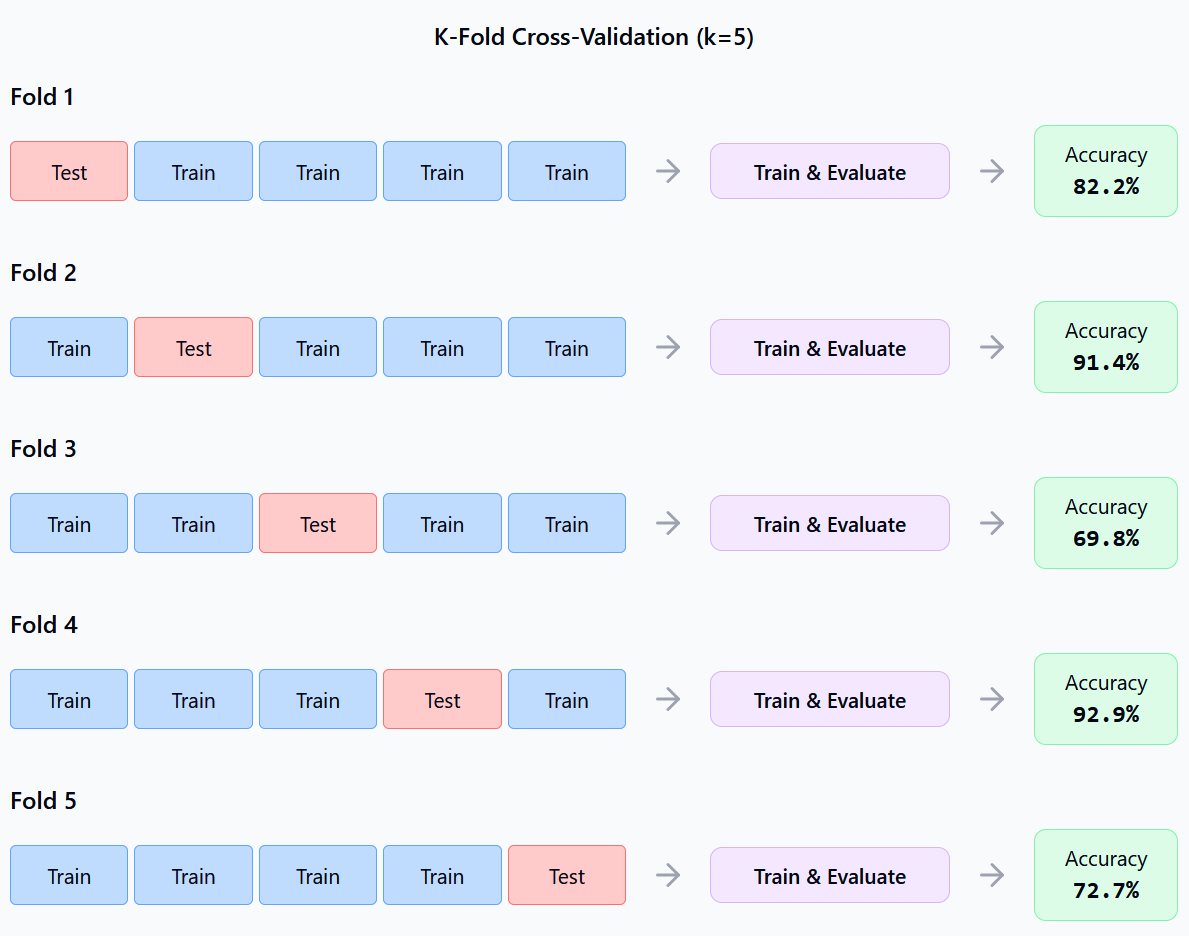 K-Fold Cross-Validation (k=5)
Fold 1
Test Train Train Train Train → Train & Evaluate → Accuracy
82.2%
Fold 2
Train Test Train Train Train → Train & Evaluate → Accuracy
91.4%
Fold 3
Train Train Test Train Train → Train & Evaluate → Accuracy
69.8%
Fold 4
Train Train Train Test Train → Train & Evaluate → Accuracy
92.9%
Fold 5
Train Train Train Train Test → Train & Evaluate → Accuracy
72.7%